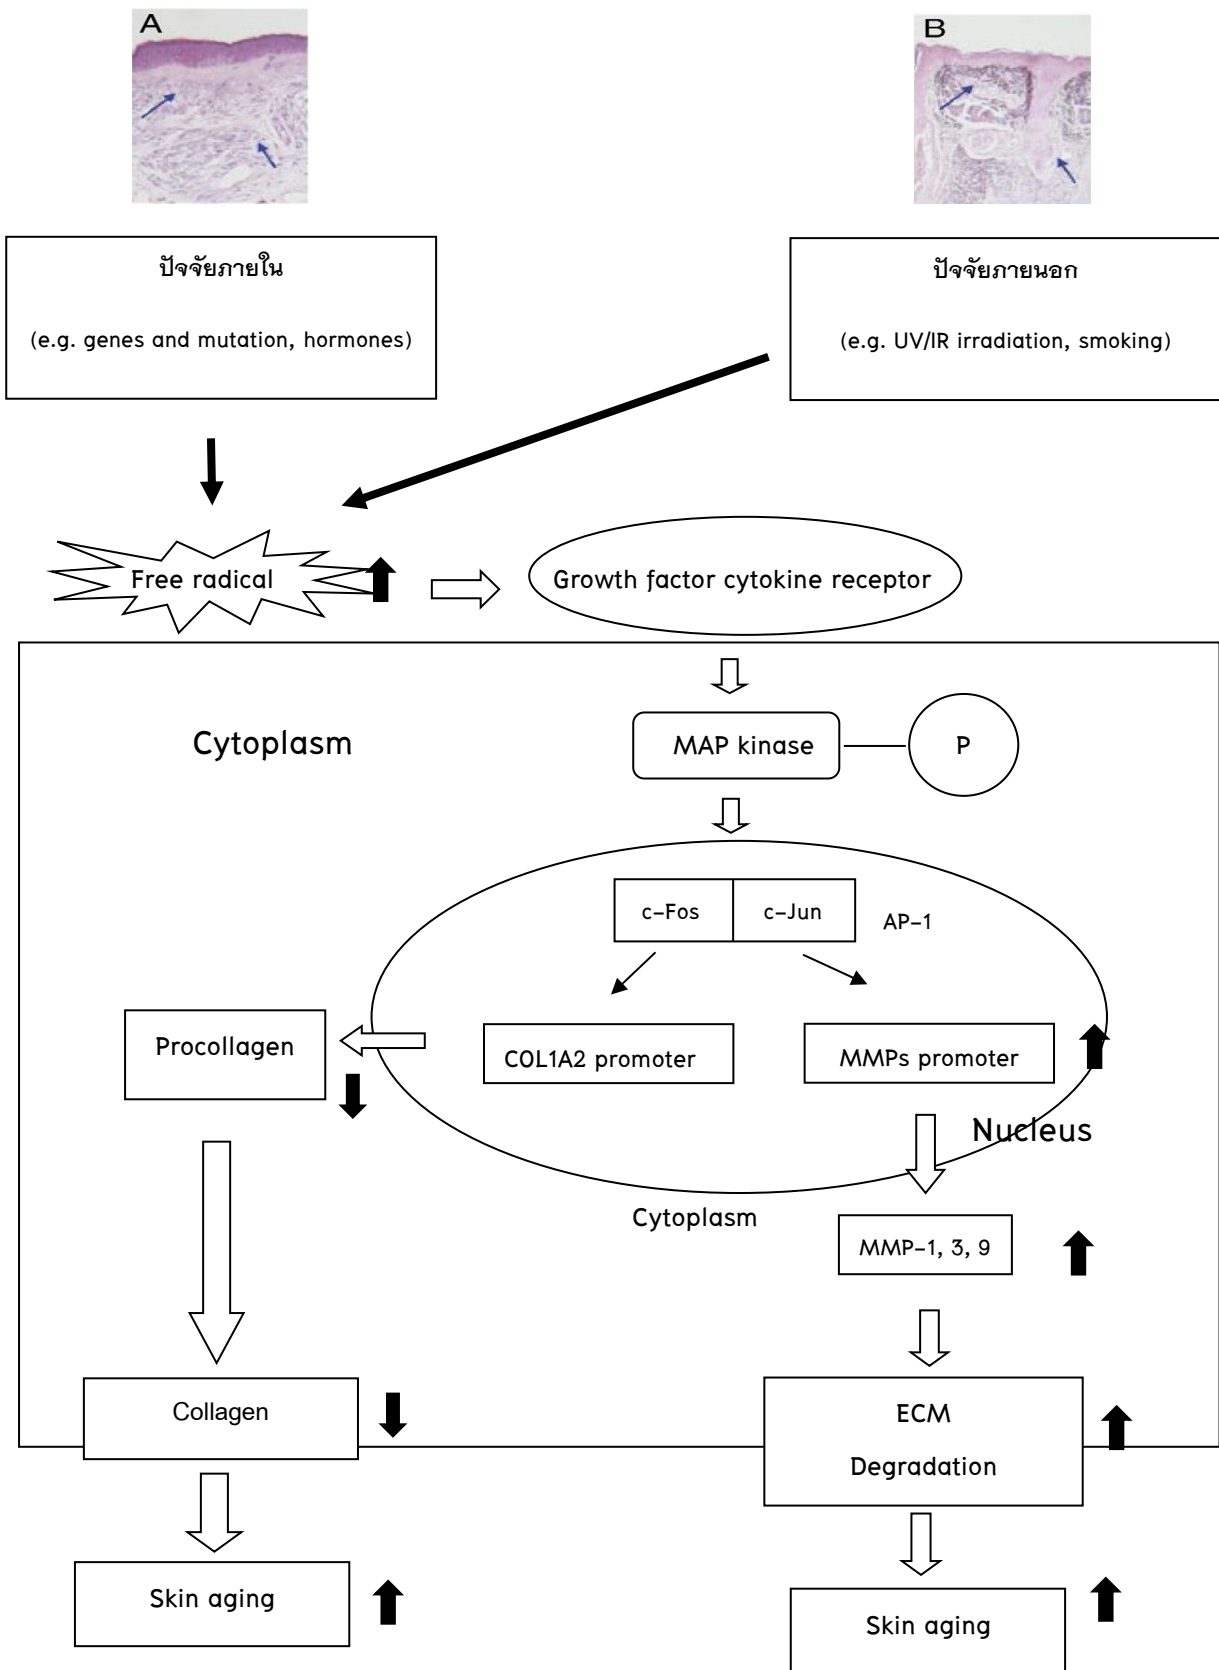 A
B
ปัจจัยภายใน
(e.g. genes and mutation, hormones)
ปัจจัยภายนอก
(e.g. UV/IR irradiation, smoking)
Free radical
Growth factor cytokine receptor
Cytoplasm
MAP kinase
P
c-Fos
c-Jun
AP-1
Procollagen
COL1A2 promoter
MMPs promoter
Nucleus
Cytoplasm
MMP-1, 3, 9
Collagen
ECM
Degradation
Skin aging
Skin aging